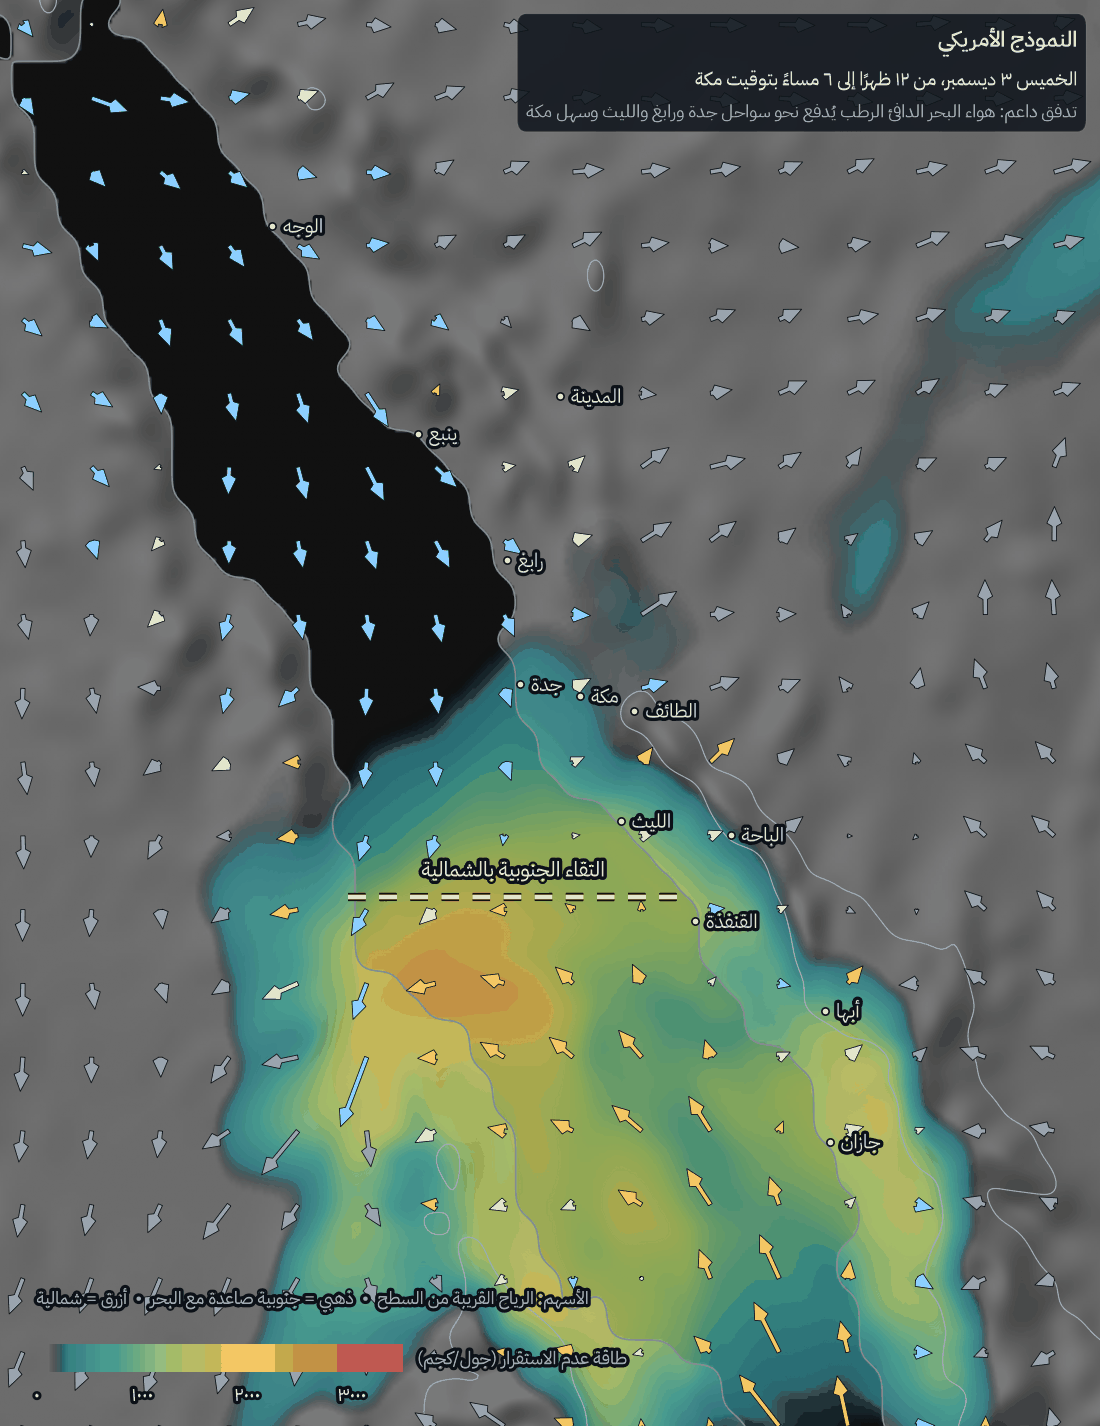 النموذج الأمريكي
الخميس ٣ ديسمبر، من ١٢ ظهرًا إلى ٦ مساءً بتوقيت مكة
تدفق داعم: هواء البحر الدافئ الرطب يُدفع نحو سواحل جدة ورابغ والليث وسهل مكة
الوجه
المدينة
ينبع
رابغ
جدة
مكة
الطائف
الليث
الباحة
التقاء الجنوبية بالشمالية
القنفذة
أبها
جازان
الأسهم: الرياح القريبة من السطح • ذهبي = جنوبية صاعدة مع البحر • أزرق = شمالية
طاقة عدم الاستقرار (جول/كجم)
٠ ١٠٠٠ ٢٠٠٠ ٣٠٠٠